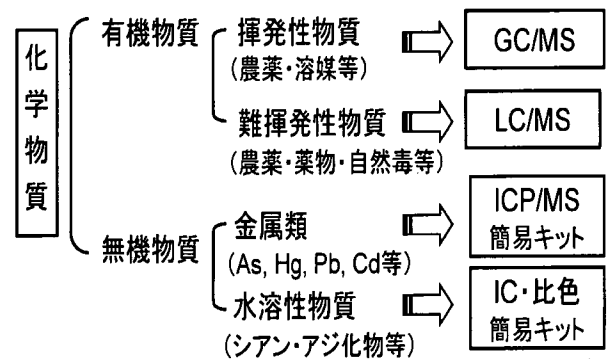 化学物質
有機物質
揮発性物質
(農薬・溶媒等)
GC/MS
難揮発性物質
(農薬・薬物・自然毒等)
LC/MS
無機物質
金属類
(As, Hg, Pb, Cd等)
ICP/MS
簡易キット
水溶性物質
(シアン・アジ化物等)
IC・比色
簡易キット